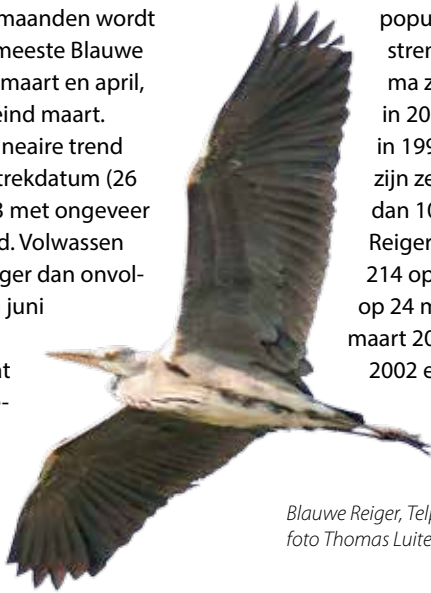 maanden wordt
meeste Blauwe
maart en april,
eind maart.
neaire trend
trekdatum (26
3 met ongeveer
d. Volwassen
ger dan onvol-
juni
popu
stren
ma z
in 20
in 199
zijn ze
dan 10
Reiger
214 op
op 24 m
maart 20
2002 e
Blauwe Reiger, Telp
foto Thomas Luite